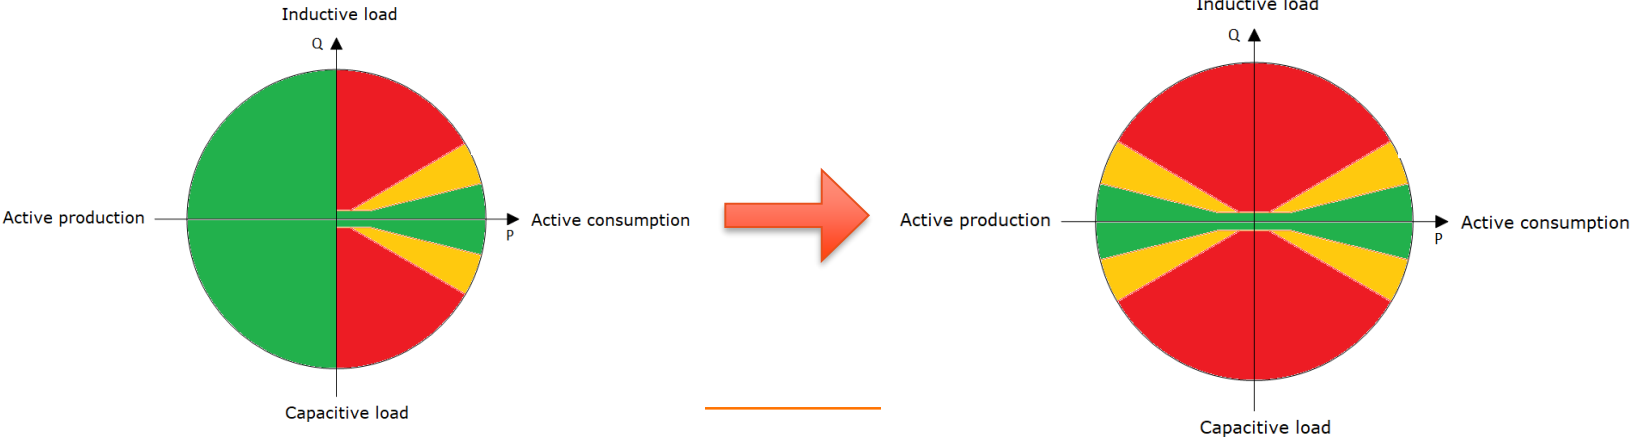 Inductive load
Q
Active production
Active consumption
P
Capacitive load
Inductive load
Q
Active production
Active consumption
P
Capacitive load